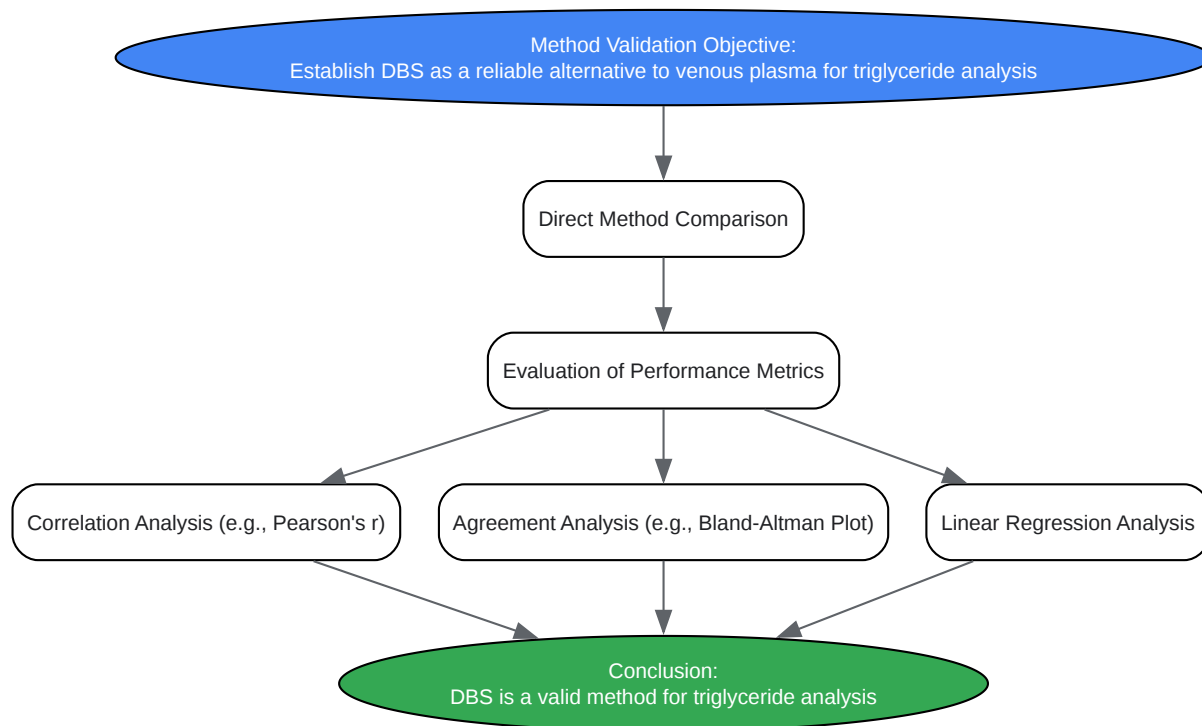 Method Validation Objective:
Establish DBS as a reliable alternative to venous plasma for triglyceride analysis
Direct Method Comparison
Evaluation of Performance Metrics
Correlation Analysis (e.g., Pearson's r)
Agreement Analysis (e.g., Bland-Altman Plot)
Linear Regression Analysis
Conclusion:
DBS is a valid method for triglyceride analysis